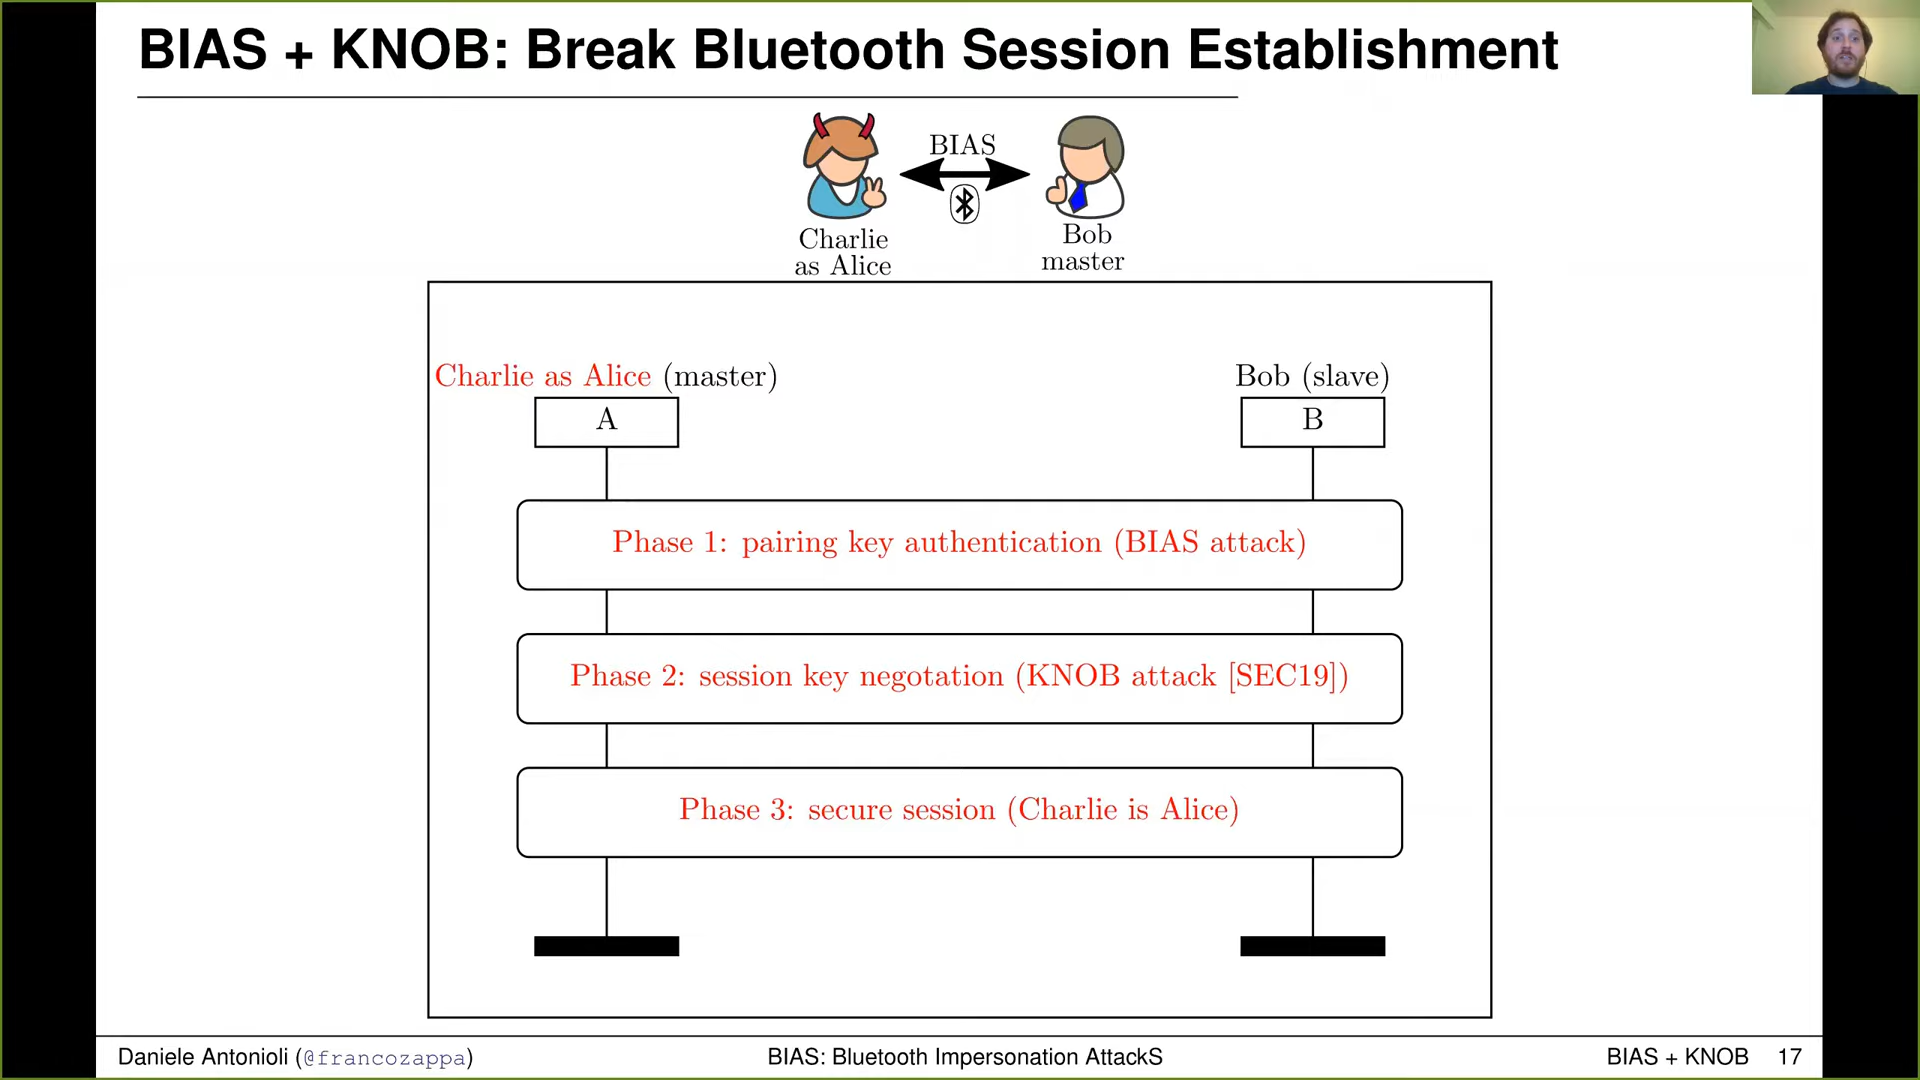 BIAS + KNOB: Break Bluetooth Session Establishment
BIAS
Charlie
as Alice
Bob
master
Charlie as Alice (master)
Bob (slave)
A
B
Phase 1: pairing key authentication (BIAS attack)
Phase 2: session key negotation (KNOB attack [SEC19])
Phase 3: secure session (Charlie is Alice)
Daniele Antonioli (@francozappa)
BIAS: Bluetooth Impersonation AttackS
BIAS + KNOB 17